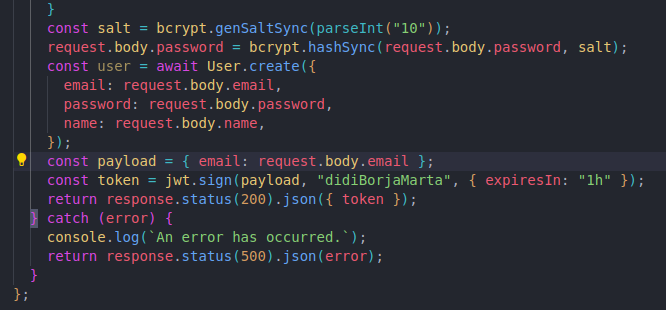 }
const salt = bcrypt.genSaltSync(parseInt("10"));
request.body.password = bcrypt.hashSync(request.body.password, salt);
const user = await User.create({
email: request.body.email,
password: request.body.password,
name: request.body.name,
});
const payload = { email: request.body.email };
const token = jwt.sign(payload, "didiBorjaMarta", { expiresIn: "1h" });
return response.status(200).json({ token });
} catch (error) {
console.log(`An error has occurred.`);
return response.status(500).json(error);
}
};